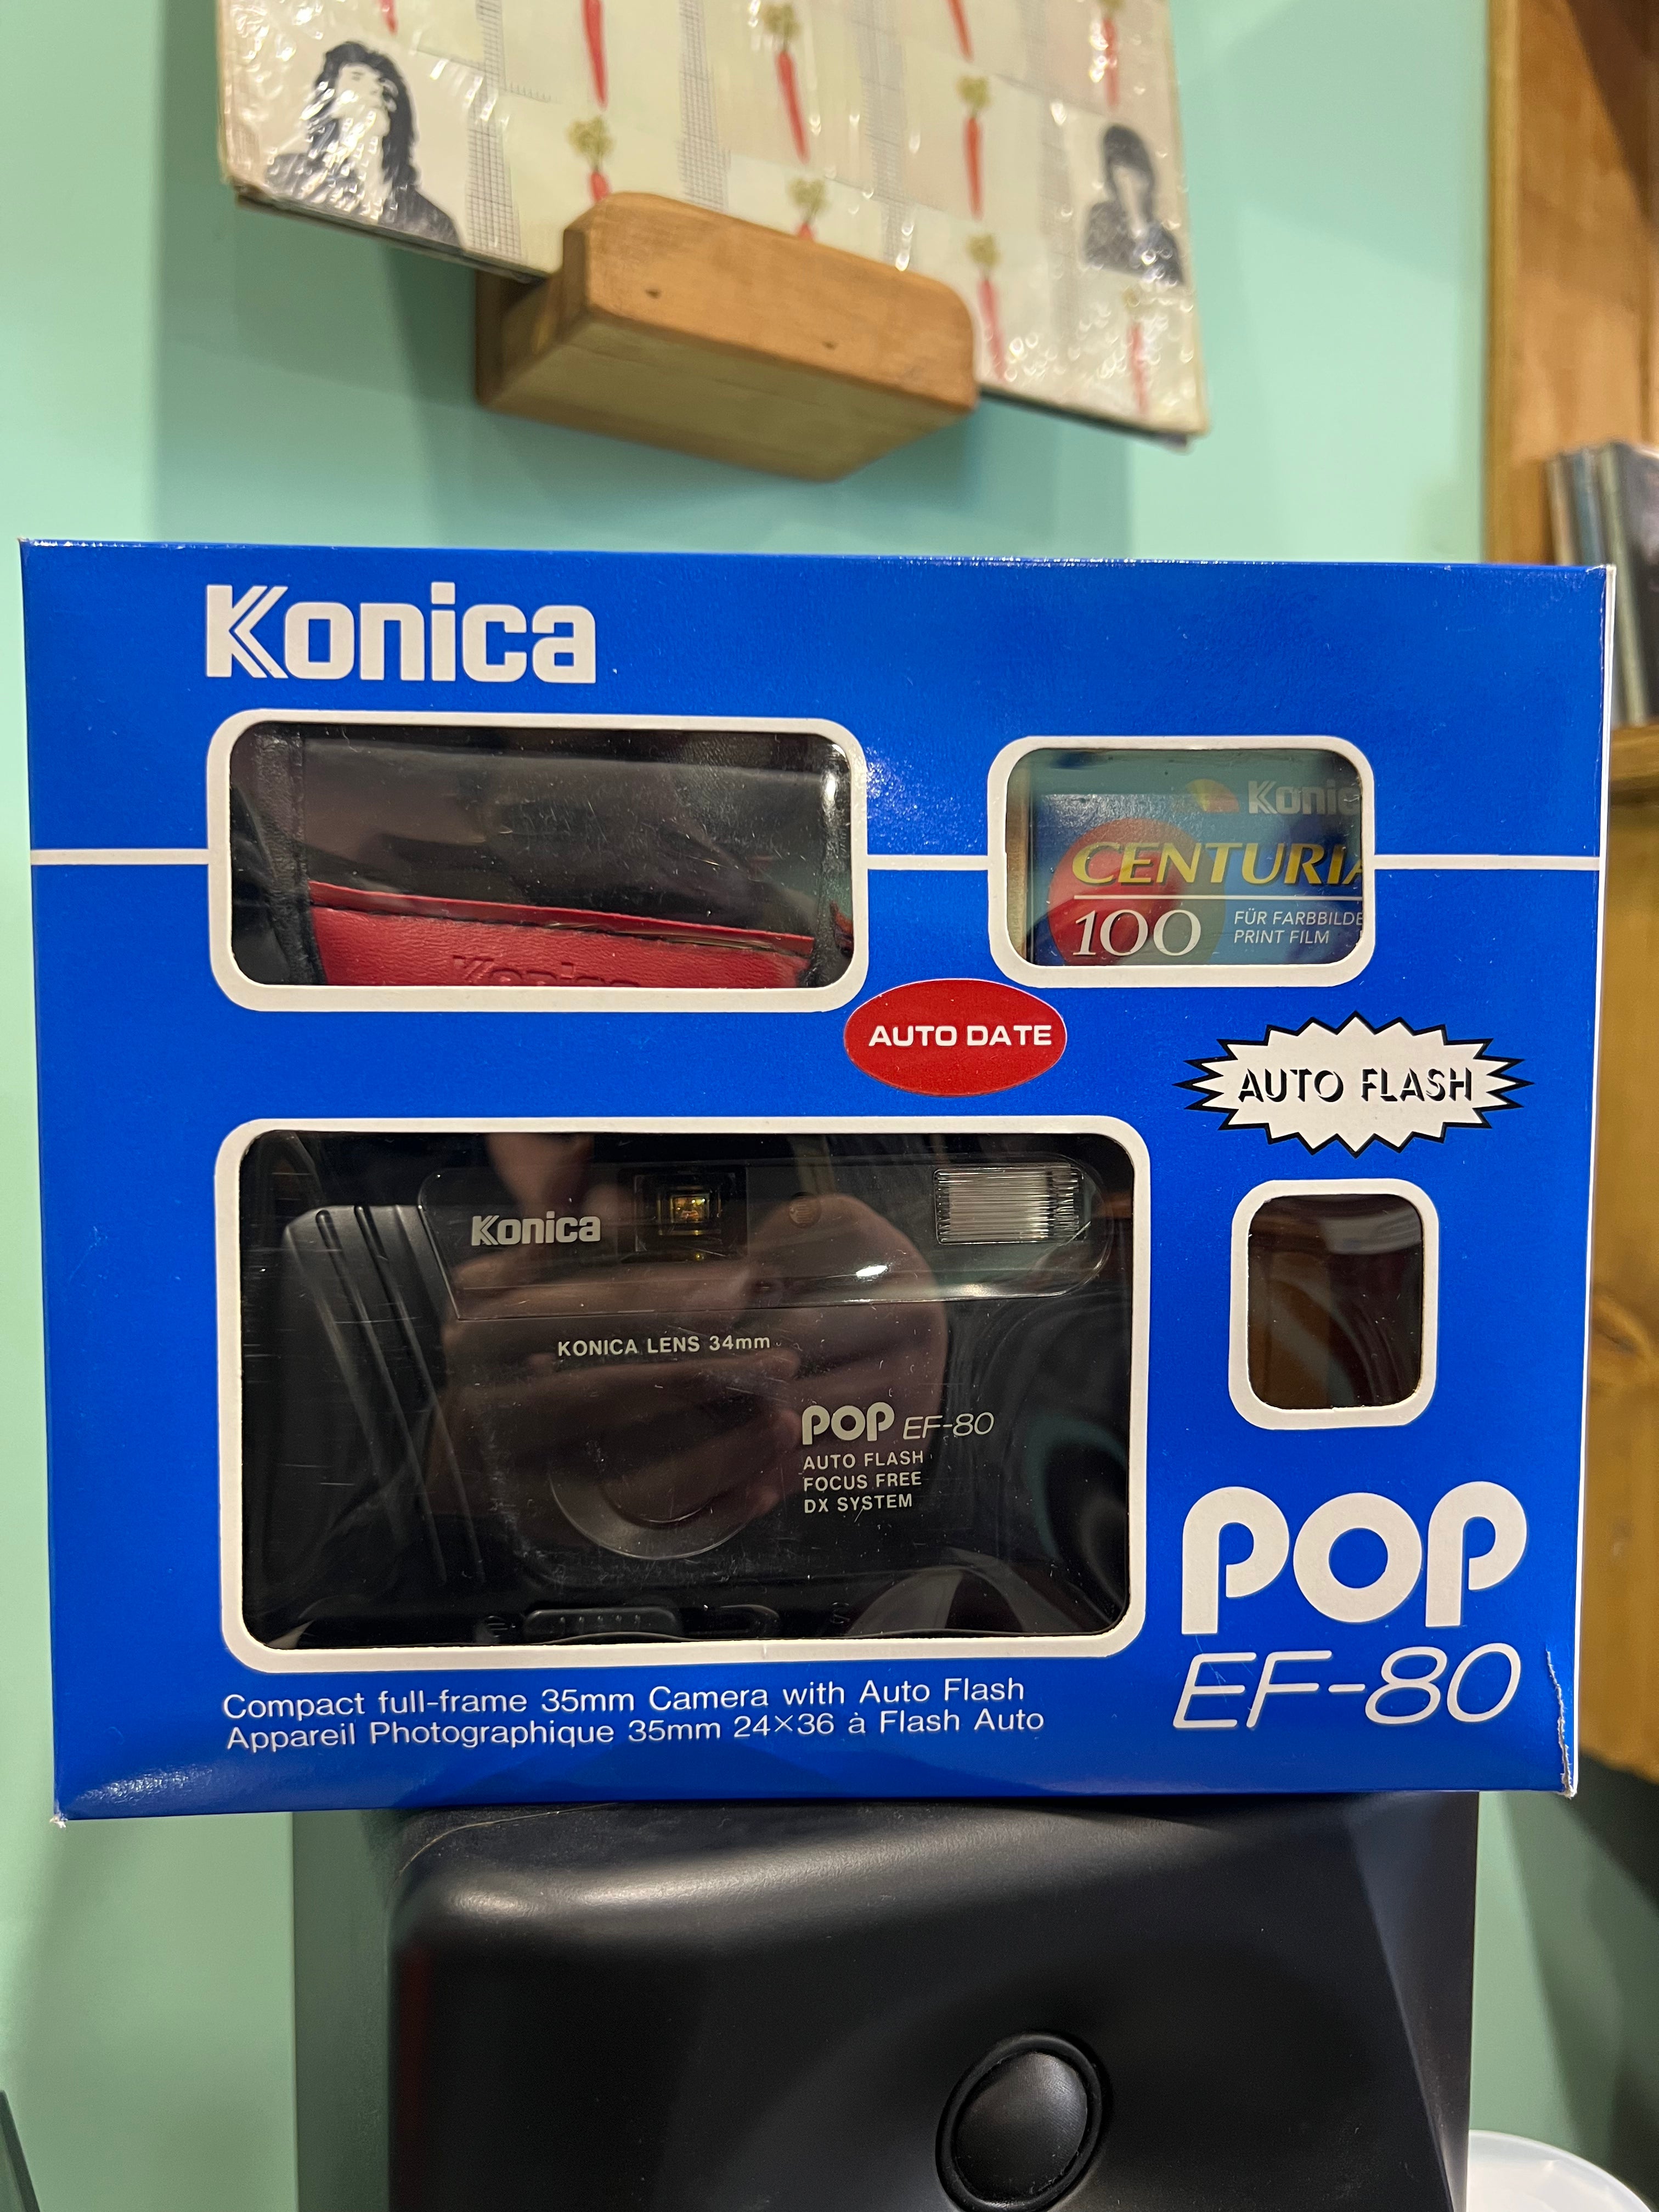 Konica
Konic
CENTURIA
100
FÜR FARBBILDE
PRINT FILM
Konica
AUTO DATE
AUTO FLASH
Konica
KONICA LENS 34mm
POP EF-80
AUTO FLASH
FOCUS FREE
DX SYSTEM
POP
EF-80
Compact full-frame 35mm Camera with Auto Flash
Appareil Photographique 35mm 24×36 à Flash Auto